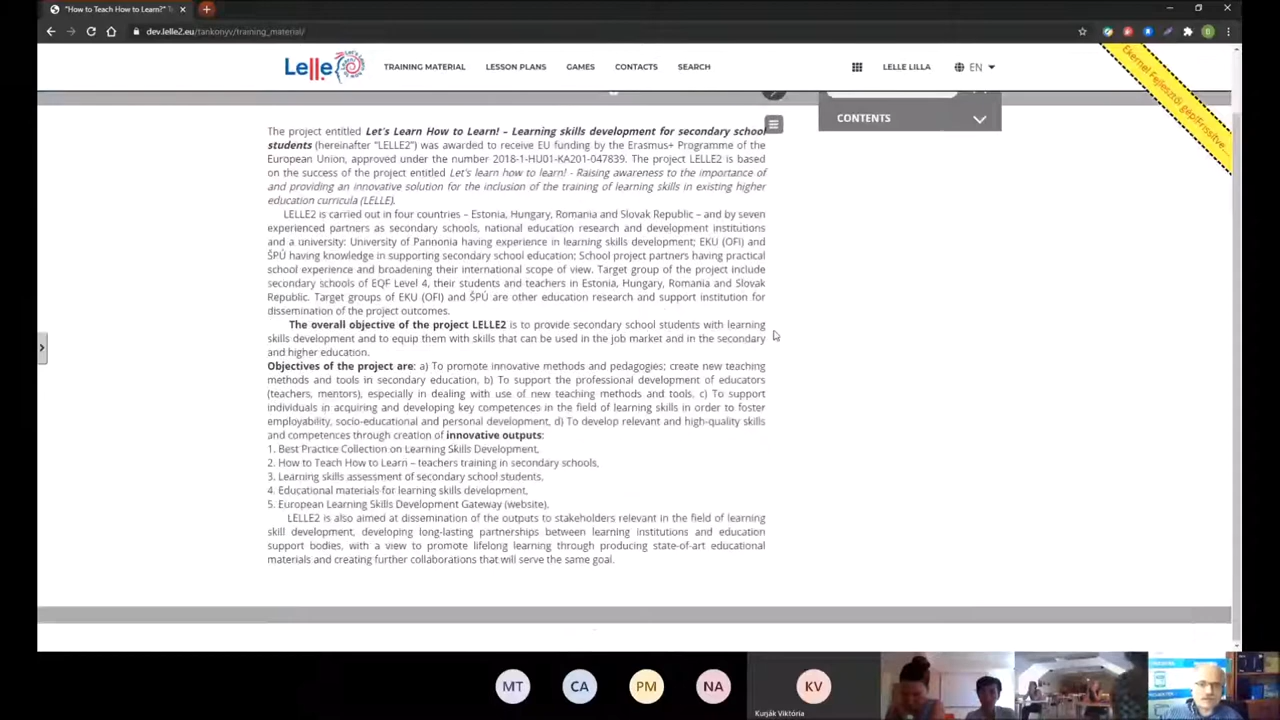 "How to Teach How to Learn?" T
dev.lelle2.eu/tankonyv/training_material/
Lelle
TRAINING MATERIAL
LESSON PLANS
GAMES
CONTACTS
SEARCH
LELLE LILLA
EN
CONTENTS
The project entitled Let's Learn How to Learn! – Learning skills development for secondary school
students (hereinafter "LELLE2") was awarded to receive EU funding by the Erasmus+ Programme of the
European Union, approved under the number 2018-1-HU01-KA201-047839. The project LELLE2 is based
on the success of the project entitled Let's learn how to learn! - Raising awareness to the importance of
and providing an innovative solution for the inclusion of the training of learning skills in existing higher
education curricula (LELLE).
LELLE2 is carried out in four countries – Estonia, Hungary, Romania and Slovak Republic – and by seven
experienced partners as secondary schools, national education research and development institutions
and a university: University of Pannonia having experience in learning skills development; EKU (OFI) and
ŠPÚ having knowledge in supporting secondary school education; School project partners having practical
school experience and broadening their international scope of view. Target group of the project include
secondary schools of EQF Level 4, their students and teachers in Estonia, Hungary, Romania and Slovak
Republic. Target groups of EKU (OFI) and ŠPÚ are other education research and support institution for
dissemination of the project outcomes.
The overall objective of the project LELLE2 is to provide secondary school students with learning
skills development and to equip them with skills that can be used in the job market and in the secondary
and higher education.
Objectives of the project are: a) To promote innovative methods and pedagogies; create new teaching
methods and tools in secondary education, b) To support the professional development of educators
(teachers, mentors), especially in dealing with use of new teaching methods and tools, c) To support
individuals in acquiring and developing key competences in the field of learning skills in order to foster
employability, socio-educational and personal development, d) To develop relevant and high-quality skills
and competences through creation of innovative outputs:
1. Best Practice Collection on Learning Skills Development,
2. How to Teach How to Learn – teachers training in secondary schools,
3. Learning skills assessment of secondary school students,
4. Educational materials for learning skills development,
5. European Learning Skills Development Gateway (website),
LELLE2 is also aimed at dissemination of the outputs to stakeholders relevant in the field of learning
skill development, developing long-lasting partnerships between learning institutions and education
support bodies, with a view to promote lifelong learning through producing state-of-art educational
materials and creating further collaborations that will serve the same goal.
MT
CA
PM
NA
KV
Kurják Viktória